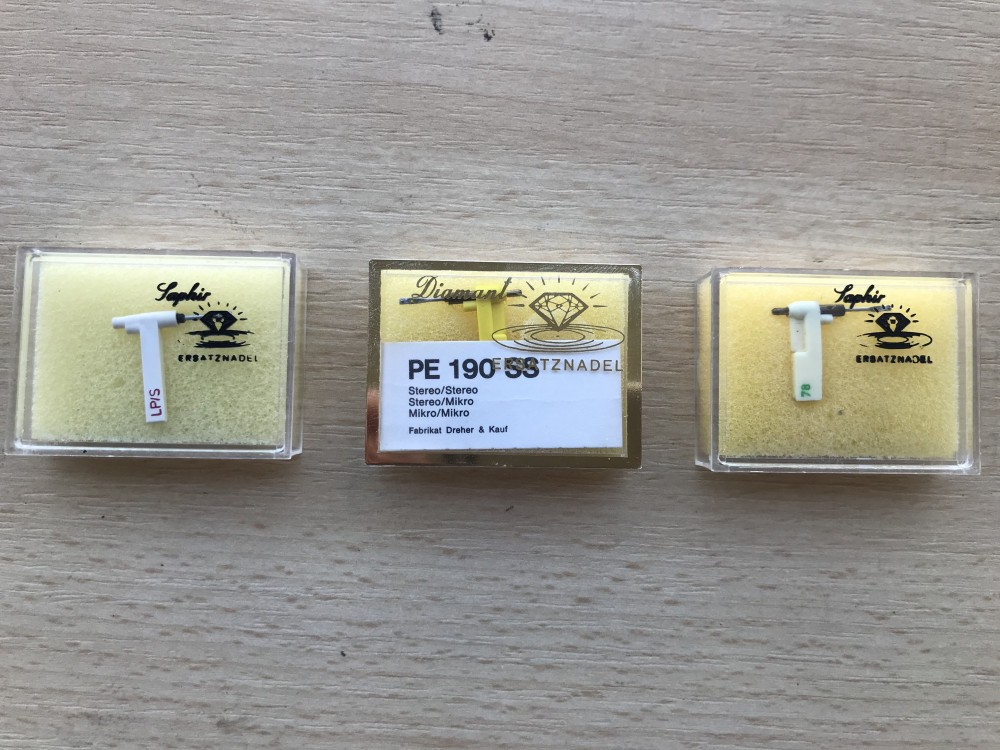 Saphir
ERSATZNADEL
LP/S
Diamant
ERSATZNADEL
PE 190 SS
Stereo/Stereo
Stereo/Mikro
Mikro/Mikro
Fabrikat Dreher & Kauf
Saphir
ERSATZNADEL
78